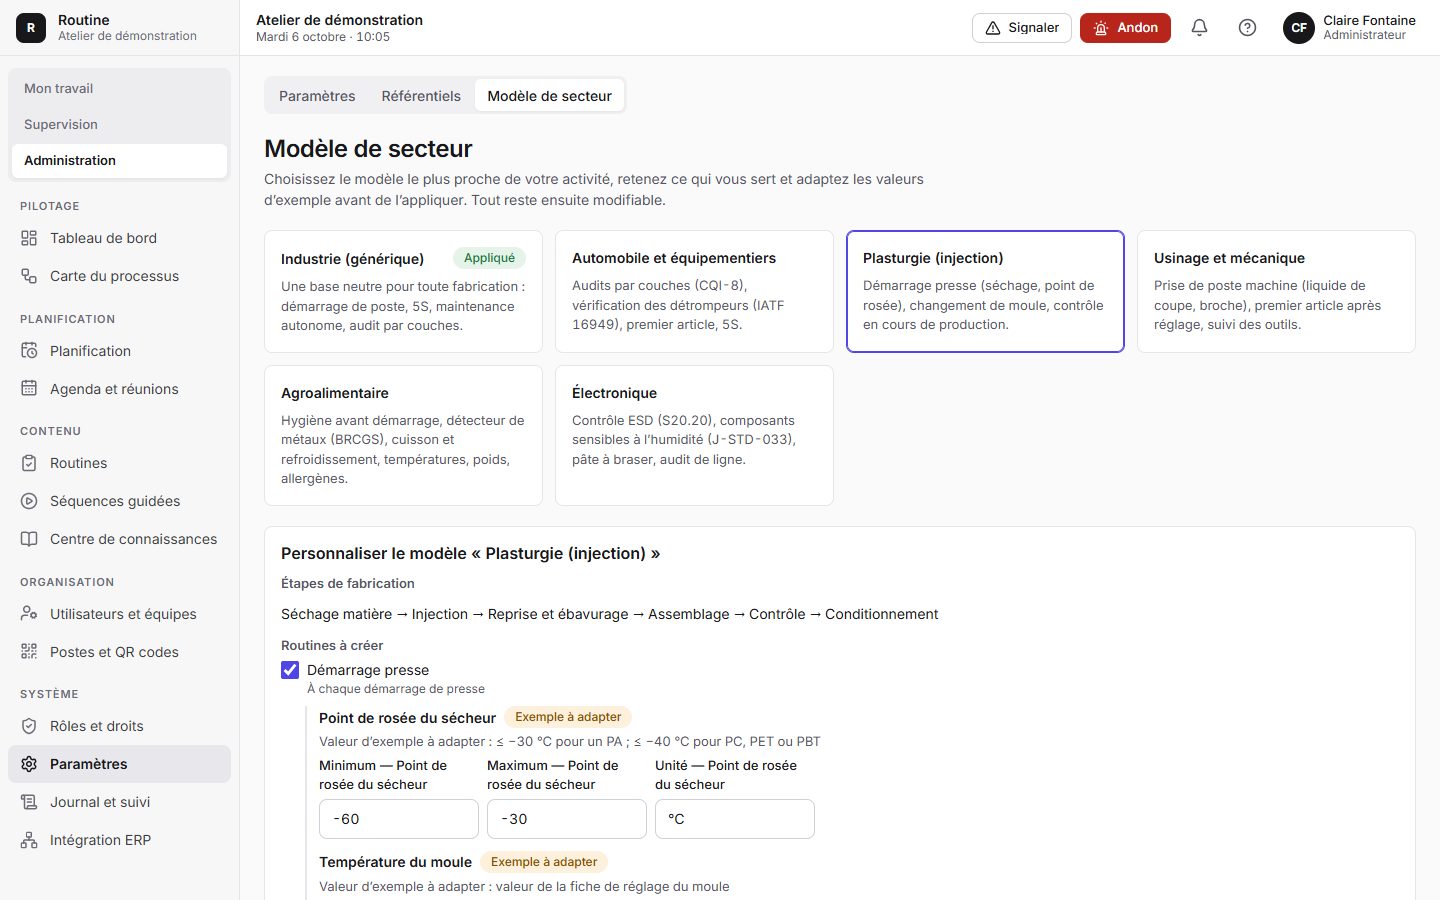 R
Routine
Atelier de démonstration
Atelier de démonstration
Mardi 6 octobre · 10:05
Signaler
Andon
CF
Claire Fontaine
Administrateur
Mon travail
Supervision
Administration
PILOTAGE
Tableau de bord
Carte du processus
PLANIFICATION
Planification
Agenda et réunions
CONTENU
Routines
Séquences guidées
Centre de connaissances
ORGANISATION
Utilisateurs et équipes
Postes et QR codes
SYSTÈME
Rôles et droits
Paramètres
Journal et suivi
Intégration ERP
Paramètres
Référentiels
Modèle de secteur
Modèle de secteur
Choisissez le modèle le plus proche de votre activité, retenez ce qui vous sert et adaptez les valeurs
d’exemple avant de l’appliquer. Tout reste ensuite modifiable.
Industrie (générique)
Appliqué
Une base neutre pour toute fabrication :
démarrage de poste, 5S, maintenance
autonome, audit par couches.
Automobile et équipementiers
Audits par couches (CQI-8),
vérification des détrompeurs (IATF
16949), premier article, 5S.
Plasturgie (injection)
Démarrage presse (séchage, point de
rosée), changement de moule, contrôle
en cours de production.
Usinage et mécanique
Prise de poste machine (liquide de
coupe, broche), premier article après
réglage, suivi des outils.
Agroalimentaire
Hygiène avant démarrage, détecteur de
métaux (BRCGS), cuisson et
refroidissement, températures, poids,
allergènes.
Électronique
Contrôle ESD (S20.20), composants
sensibles à l’humidité (J-STD-033),
pâte à braser, audit de ligne.
Personnaliser le modèle « Plasturgie (injection) »
Étapes de fabrication
Séchage matière → Injection → Reprise et ébavurage → Assemblage → Contrôle → Conditionnement
Routines à créer
Démarrage presse
À chaque démarrage de presse
Point de rosée du sécheur
Exemple à adapter
Valeur d’exemple à adapter : ≤ −30 °C pour un PA ; ≤ −40 °C pour PC, PET ou PBT
Minimum — Point de
rosée du sécheur
Maximum — Point de
rosée du sécheur
Unité — Point de rosée
du sécheur
-60
-30
°C
Température du moule
Exemple à adapter
Valeur d’exemple à adapter : valeur de la fiche de réglage du moule